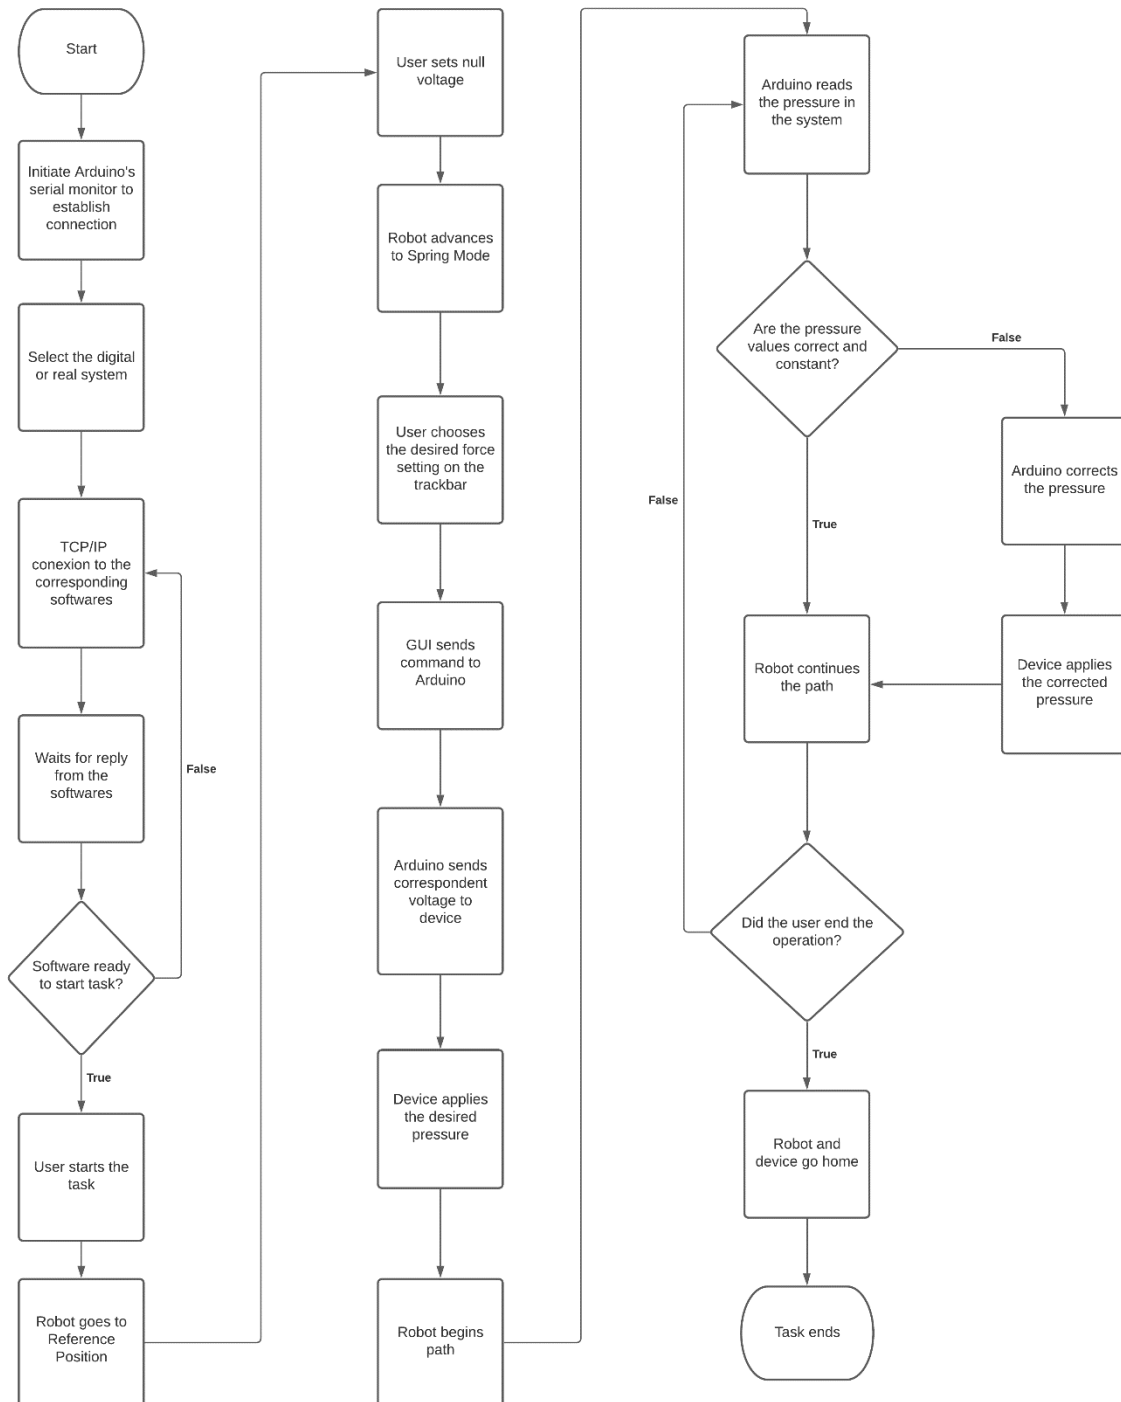 Start
Initiate Arduino's
serial monitor to
establish
connection
Select the digital
or real system
TCP/IP
conexion to the
corresponding
softwares
Waits for reply
from the
softwares
False
Software ready
to start task?
True
User starts the
task
Robot goes to
Reference
Position
User sets null
voltage
Robot advances
to Spring Mode
User chooses
the desired force
setting on the
trackbar
GUI sends
command to
Arduino
Arduino sends
correspondent
voltage to
device
Device applies
the desired
pressure
Robot begins
path
Arduino reads
the pressure in
the system
Are the pressure
values correct and
constant?
False
Arduino corrects
the pressure
False
True
Robot continues
the path
Device applies
the corrected
pressure
Did the user end the
operation?
True
Robot and
device go home
Task ends